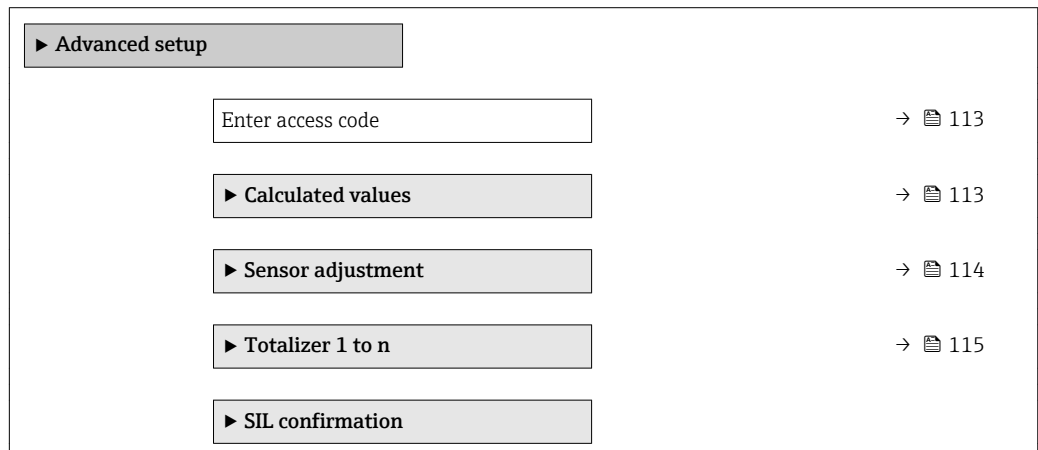 ▶ Advanced setup
Enter access code → 113
▶ Calculated values → 113
▶ Sensor adjustment → 114
▶ Totalizer 1 to n → 115
▶ SIL confirmation